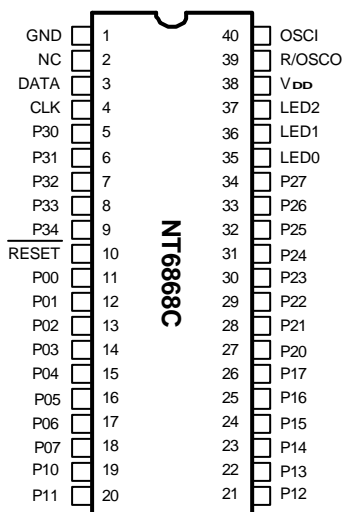 GND 1 40 OSCI
NC 2 39 R/OSCO
DATA 3 38 VDD
CLK 4 37 LED2
P30 5 36 LED1
P31 6 35 LED0
P32 7 34 P27
P33 8 33 P26
P34 9 32 P25
RESET 10 31 P24
P00 11 30 P23
P01 12 29 P22
P02 13 28 P21
P03 14 27 P20
P04 15 26 P17
P05 16 25 P16
P06 17 24 P15
P07 18 23 P14
P10 19 22 P13
P11 20 21 P12
NT6868C